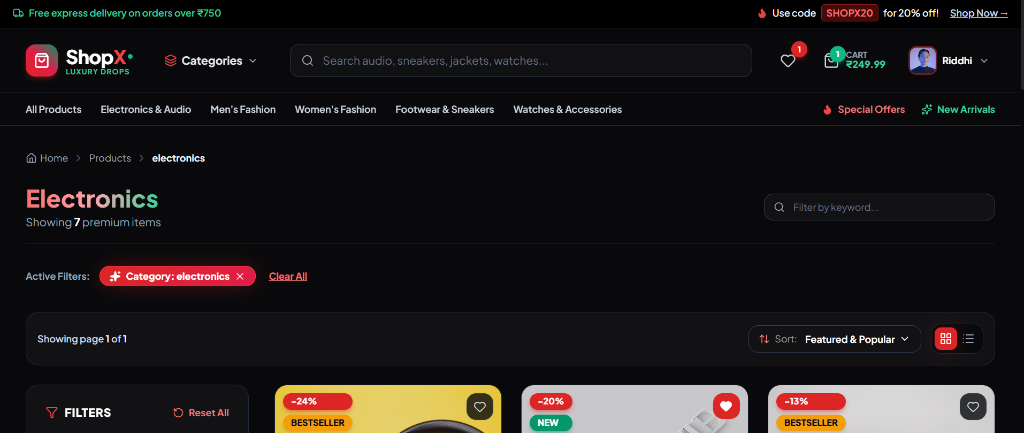 Free express delivery on orders over ₹750
Use code SHOPX20 for 20% off! Shop Now →
ShopX
LUXURY DROPS
Categories
Search audio, sneakers, jackets, watches...
1
1
CART
₹249.99
Riddhi
All Products Electronics & Audio Men's Fashion Women's Fashion Footwear & Sneakers Watches & Accessories Special Offers New Arrivals
Home > Products > electronics
Electronics
Showing 7 premium items
Filter by keyword...
Active Filters: Category: electronics × Clear All
Showing page 1 of 1
Sort: Featured & Popular
FILTERS
Reset All
-24%
BESTSELLER
-20%
NEW
-13%
BESTSELLER